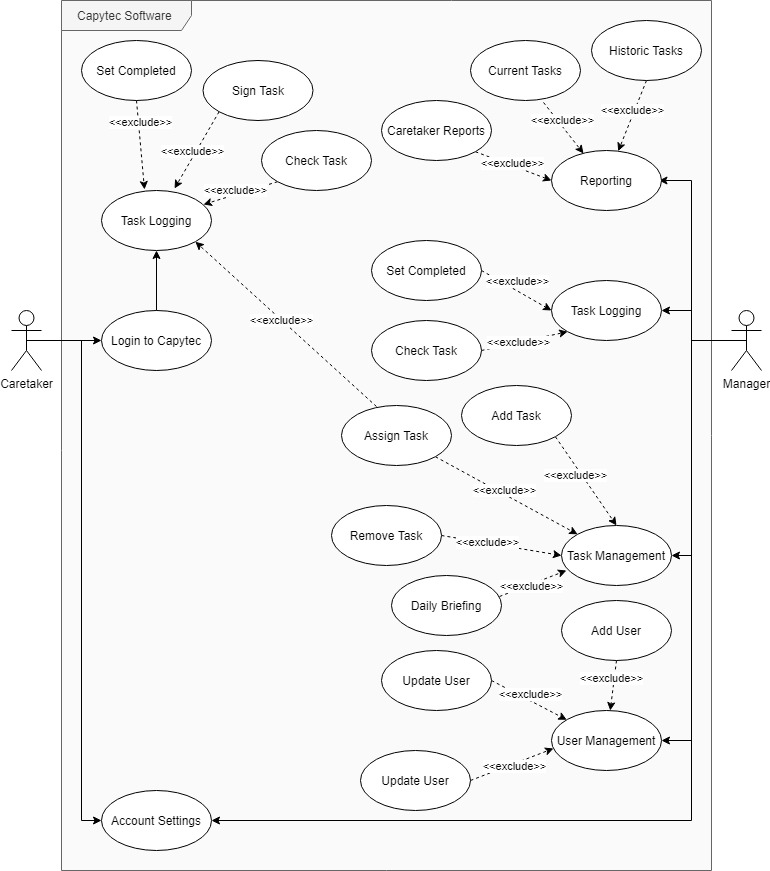 Capytec Software
Set Completed
Sign Task
Check Task
<<exclude>>
<<exclude>>
<<exclude>>
Task Logging
Login to Capytec
Caretaker
Current Tasks
Historic Tasks
Caretaker Reports
<<exclude>>
<<exclude>>
<<exclude>>
Reporting
Set Completed
<<exclude>>
Task Logging
Check Task
<<exclude>>
Manager
<<exclude>>
Assign Task
Add Task
<<exclude>>
<<exclude>>
Remove Task
<<exclude>>
Task Management
Daily Briefing
<<exclude>>
Add User
<<exclude>>
Update User
<<exclude>>
User Management
Update User
<<exclude>>
Account Settings